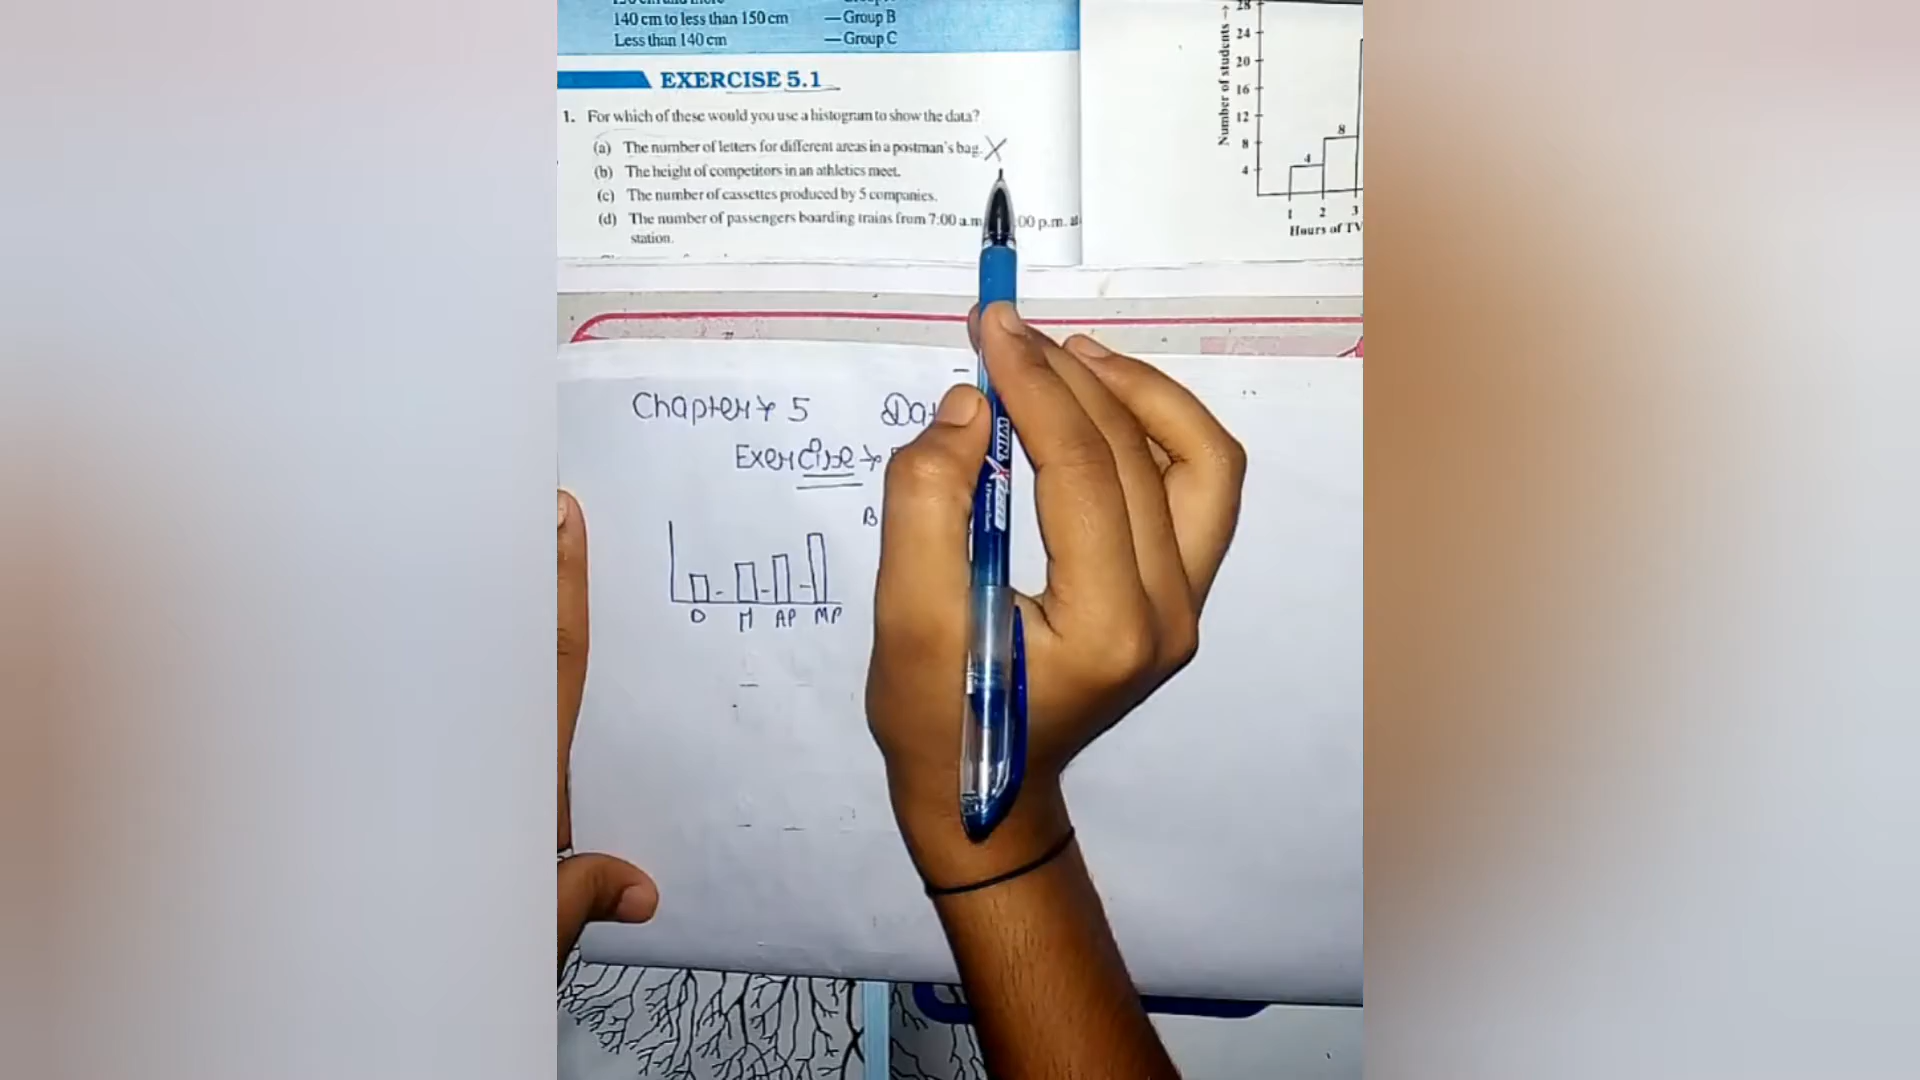 140 cm to less than 150 cm — Group B
Less than 140 cm — Group C
EXERCISE 5.1
1. For which of these would you use a histogram to show the data?
(a) The number of letters for different areas in a postman's bag. X
(b) The height of competitors in an athletics meet.
(c) The number of cassettes produced by 5 companies.
(d) The number of passengers boarding trains from 7:00 a.m :00 p.m. at
station.
Number of students →
28
24
20
16
12
8
4
4
8
1 2 3
Hours of TV
Chapter → 5 Dat
Exercise →
B
D M AP MP
WIN